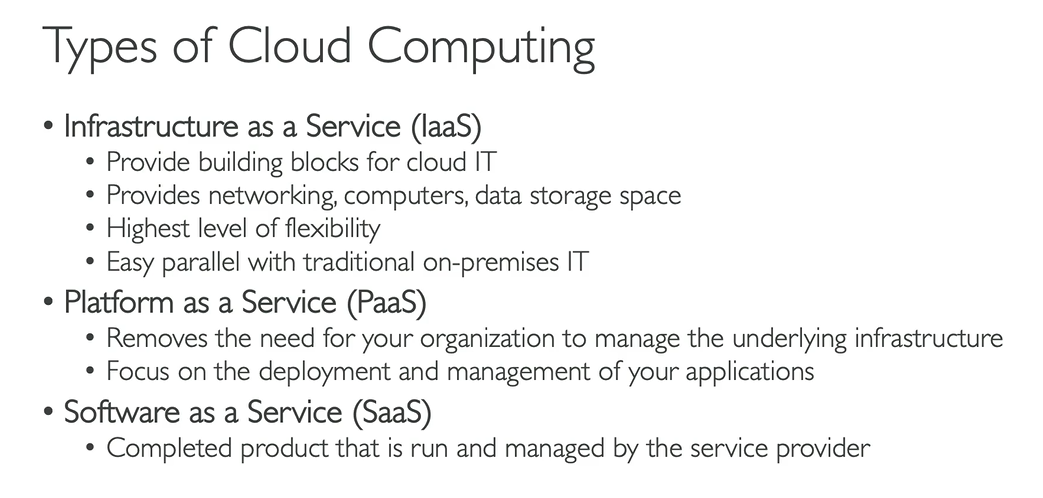 Types of Cloud Computing
• Infrastructure as a Service (IaaS)
• Provide building blocks for cloud IT
• Provides networking, computers, data storage space
• Highest level of flexibility
• Easy parallel with traditional on-premises IT
• Platform as a Service (PaaS)
• Removes the need for your organization to manage the underlying infrastructure
• Focus on the deployment and management of your applications
• Software as a Service (SaaS)
• Completed product that is run and managed by the service provider